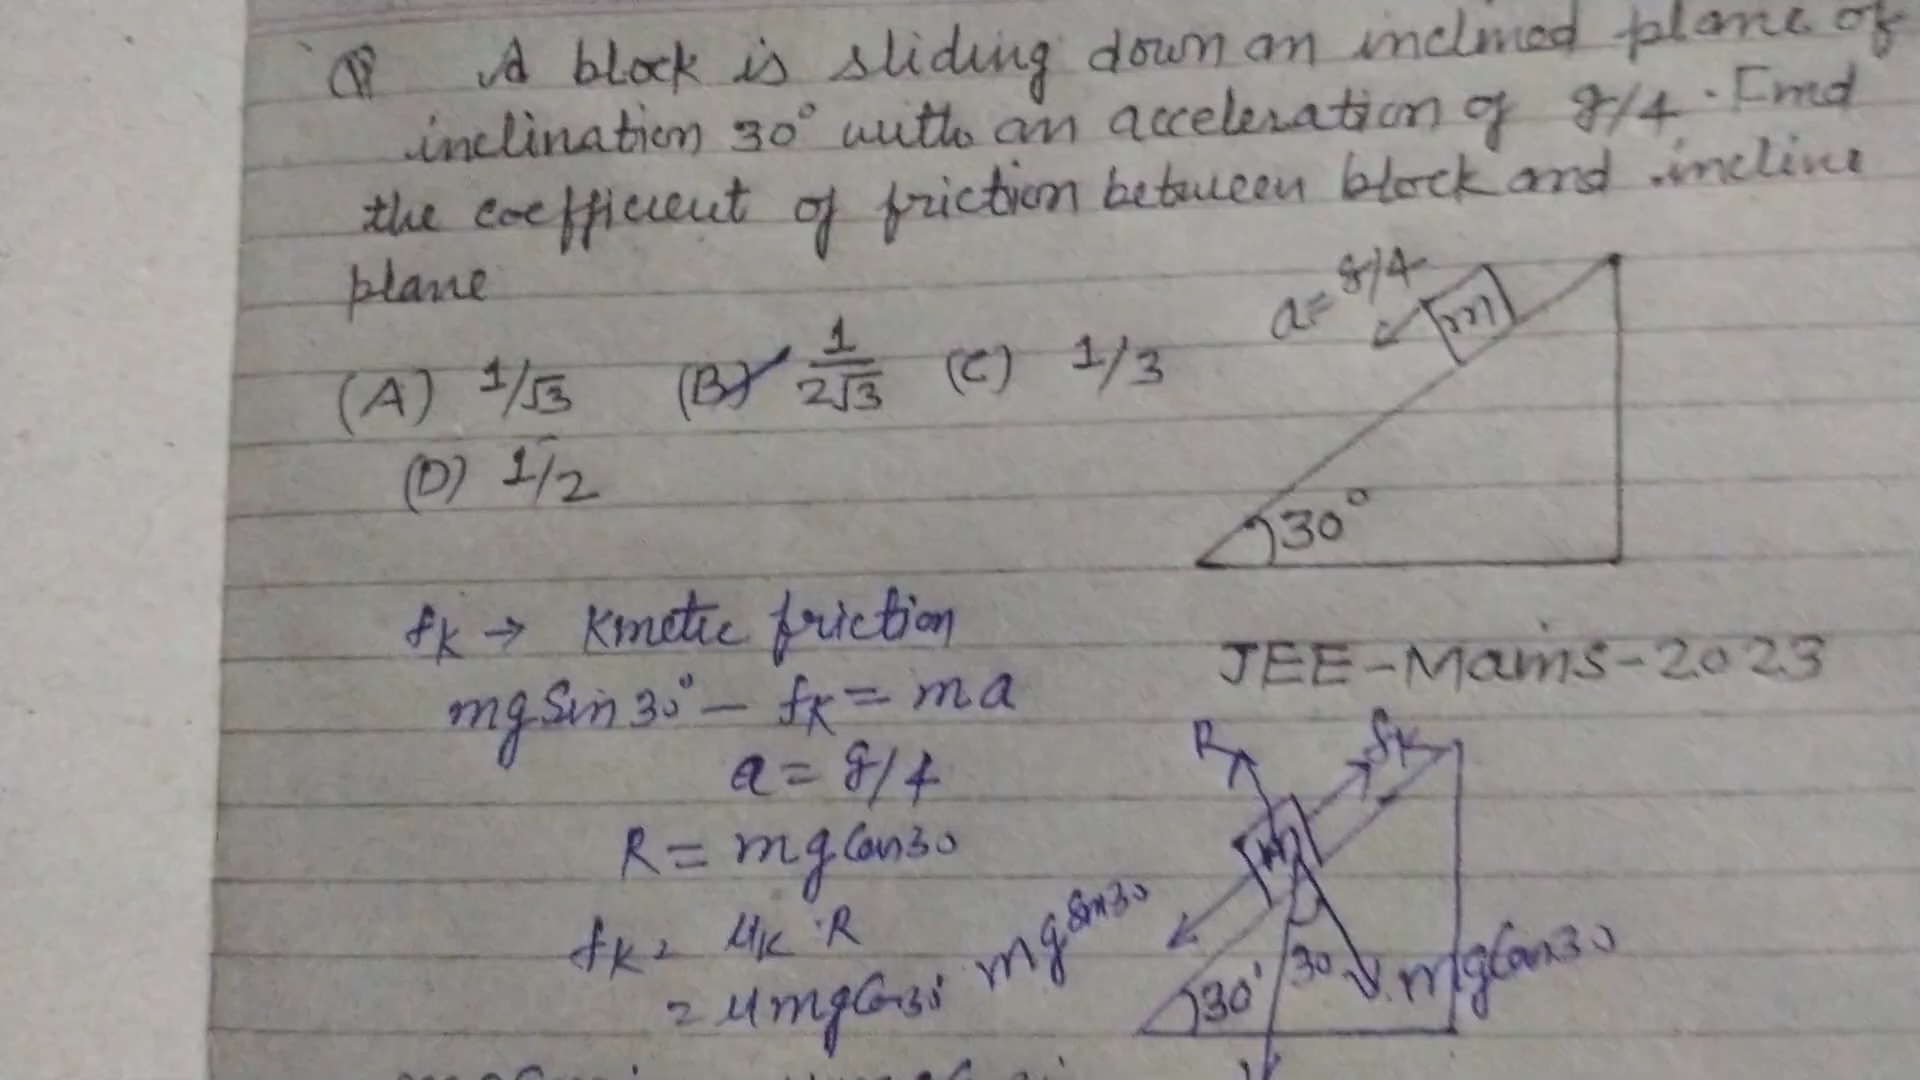 Q A block is sliding down an inclined plane of
inclination 30° with an acceleration of g/4. Find
the coefficient of friction between block and incline
plane
a = g/4
m
(A) 1/√3 (B) 1/2√3 (C) 1/3
(D) 1/2
30°
fk → Kinetic friction
JEE-Mains-2023
mg Sin 30° - fk = ma
a = g/4
R fk
R = mg Cos30
m
fk = μk · R
mg Sin30
= μ mg Cos30°
30° 30 mg Cos30